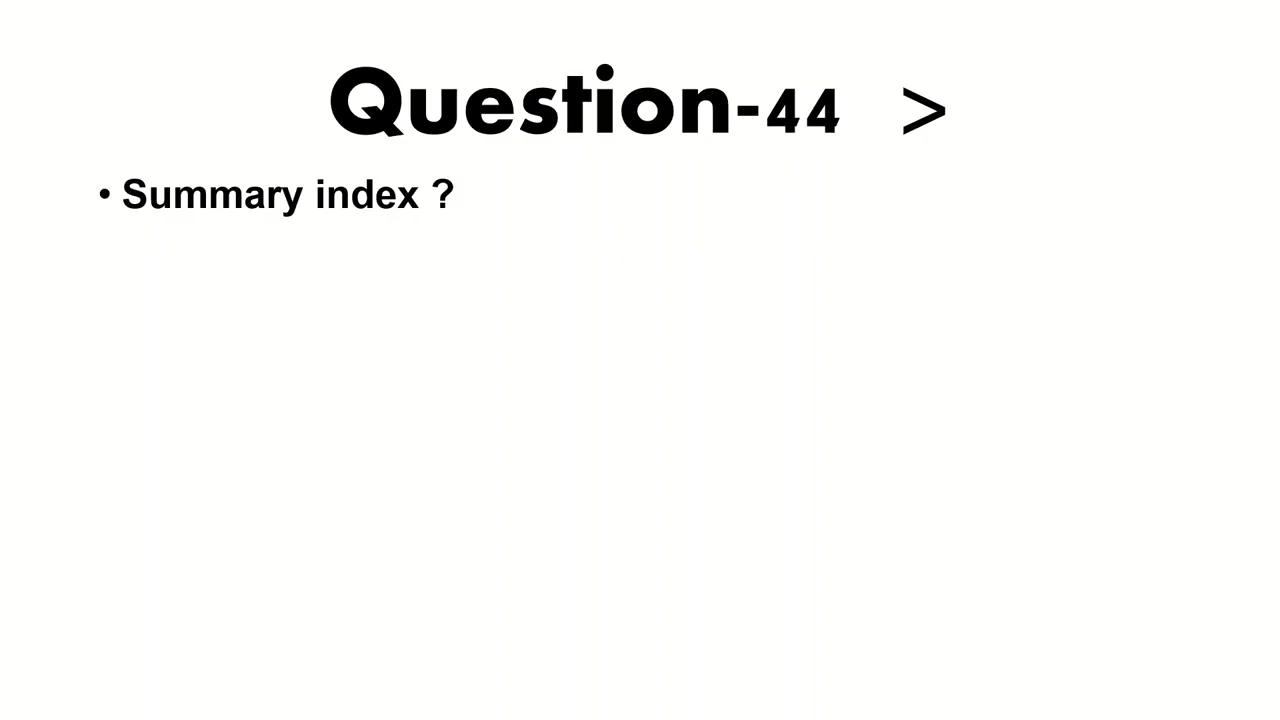 Question-44 >
• Summary index ?